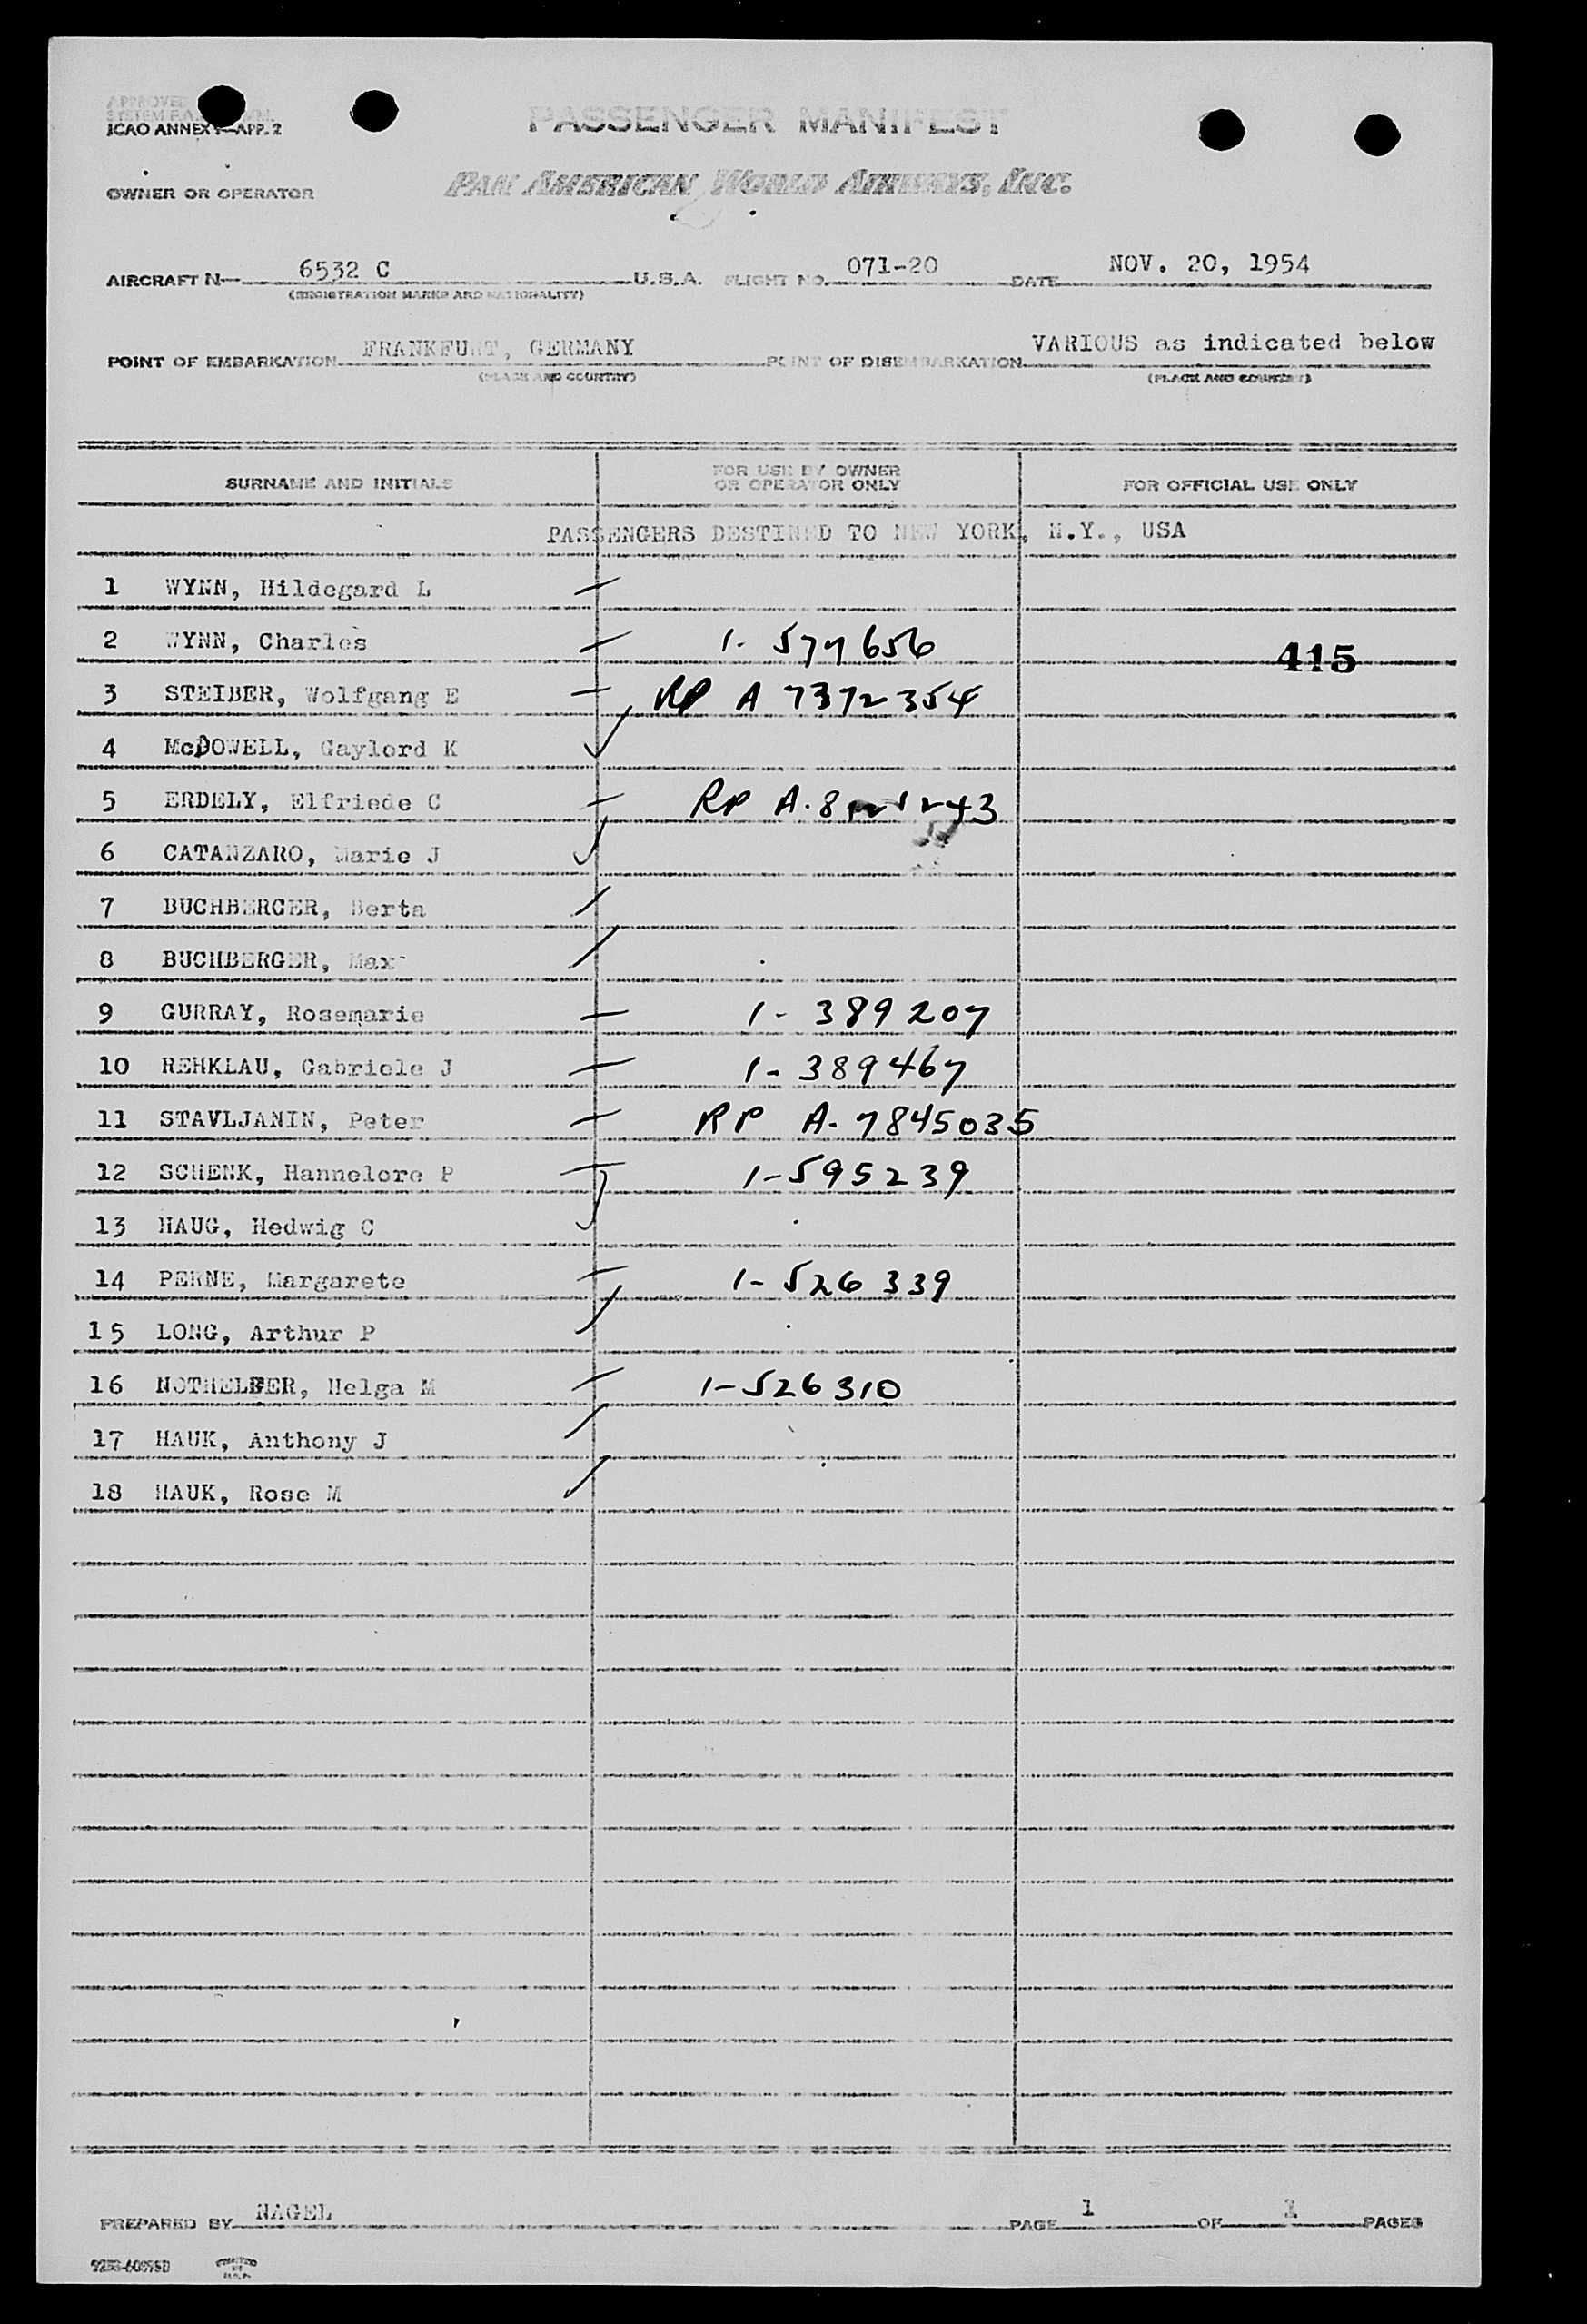 APPROVED
ICAO ANNEX 9—APP. 2
PASSENGER MANIFEST
OWNER OR OPERATOR PAN AMERICAN WORLD AIRWAYS, INC.
AIRCRAFT N— 6532 C U.S.A. FLIGHT NO. 071-20 DATE NOV. 20, 1954
(REGISTRATION MARKS AND NATIONALITY)
POINT OF EMBARKATION FRANKFURT, GERMANY POINT OF DISEMBARKATION VARIOUS as indicated below
(PLACE AND COUNTRY) (PLACE AND COUNTRY)
SURNAME AND INITIALS FOR USE BY OWNER OR OPERATOR ONLY FOR OFFICIAL USE ONLY
PASSENGERS DESTINED TO NEW YORK, N.Y., USA
1 WYNN, Hildegard L —
2 WYNN, Charles — 1- 577656 415
3 STEIBER, Wolfgang E — RP A 7372354
4 McDOWELL, Gaylord K ✓
5 ERDELY, Elfriede C — RP A-8
6 CATANZARO, Marie J ✓
7 BUCHBERGER, Berta /
8 BUCHBERGER, Max /
9 GURRAY, Rosemarie — 1- 389207
10 REHKLAU, Gabriele J — 1- 389467
11 STAVLJANIN, Peter — RP A-7845035
12 SCHENK, Hannelore P — 1-595239
13 HAUG, Hedwig C ✓
14 PERNE, Margarete — 1-526339
15 LONG, Arthur P /
16 NOTHELFER, Helga M — 1-526310
17 HAUK, Anthony J /
18 HAUK, Rose M /
PREPARED BY NAGEL PAGE 1 OF 1 PAGES